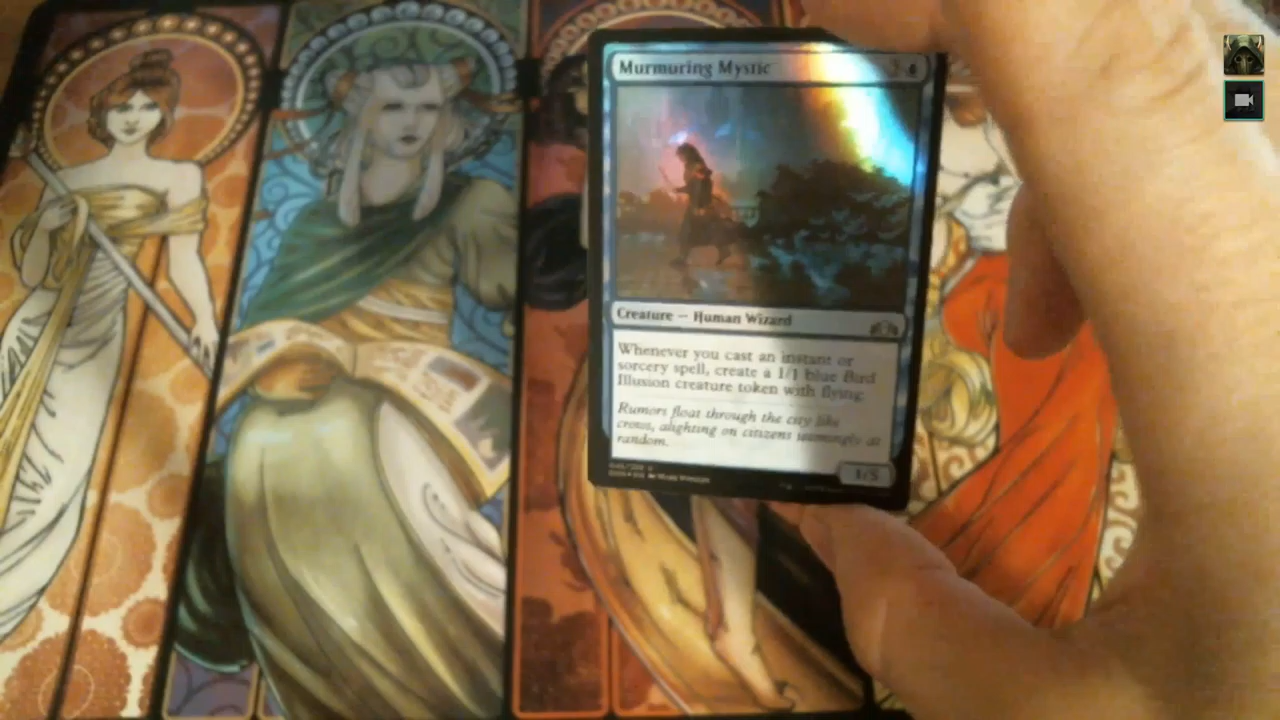 Murmuring Mystic
Creature — Human Wizard
Whenever you cast an instant or
sorcery spell, create a 1/1 blue Bird
Illusion creature token with flying.
Rumors float through the city like
crows, alighting on citizens seemingly at
random.
1/5